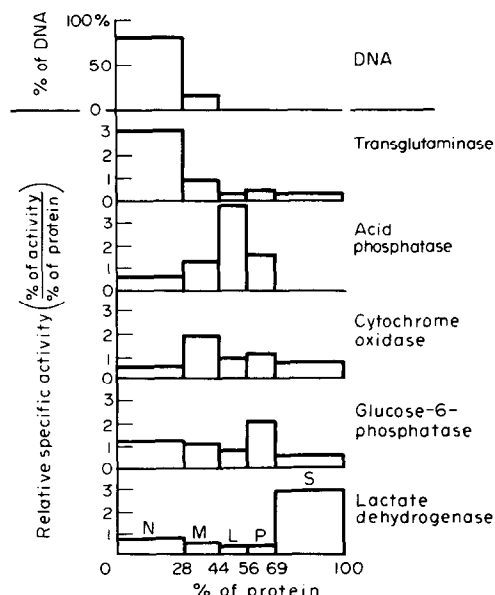 100%
50
0
% of DNA
DNA
3
2
1
0
Transglutaminase
3
2
1
0
Acid
phosphatase
3
2
1
0
Cytochrome
oxidase
3
2
1
0
Glucose-6-
phosphatase
3
2
1
N M L P S
Lactate
dehydrogenase
0 28 44 56 69 100
% of protein
Relative specific activity (% of activity / % of protein)